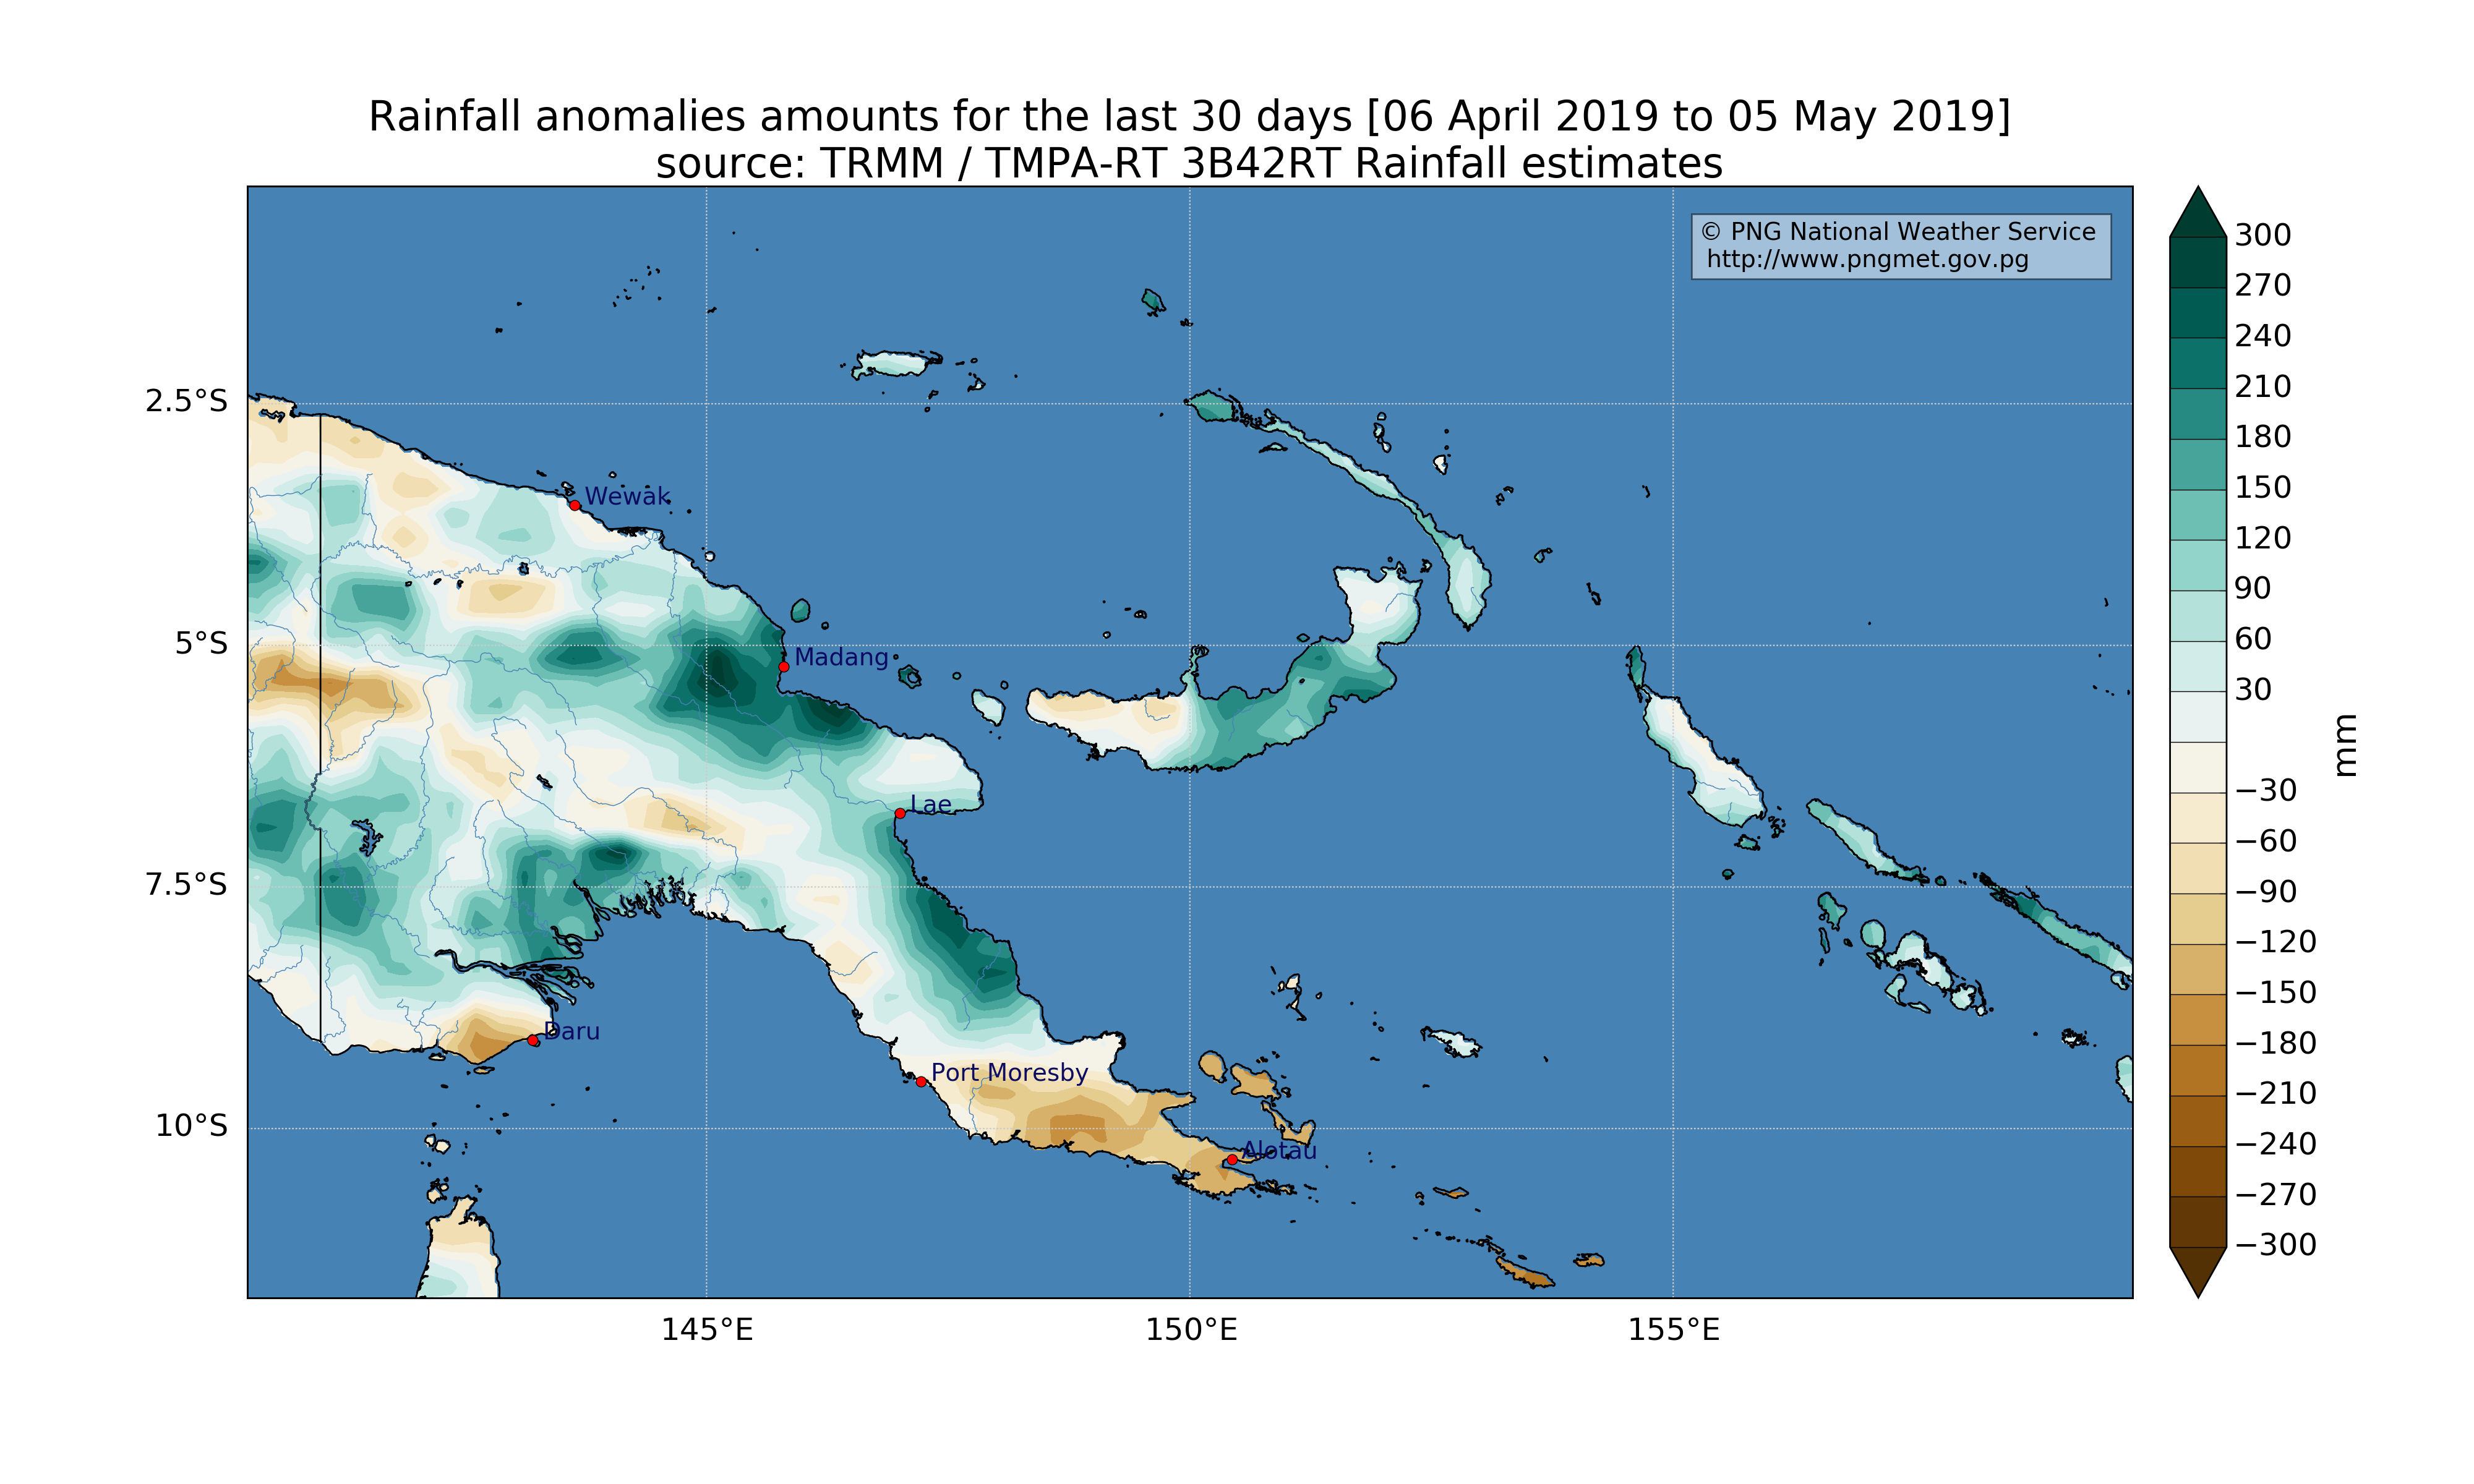 Rainfall anomalies amounts for the last 30 days [06 April 2019 to 05 May 2019]
source: TRMM / TMPA-RT 3B42RT Rainfall estimates
© PNG National Weather Service
http://www.pngmet.gov.pg
2.5°S
5°S
7.5°S
10°S
Wewak
Madang
Lae
Daru
Port Moresby
Alotau
145°E
150°E
155°E
300
270
240
210
180
150
120
90
60
30
−30
−60
−90
−120
−150
−180
−210
−240
−270
−300
mm